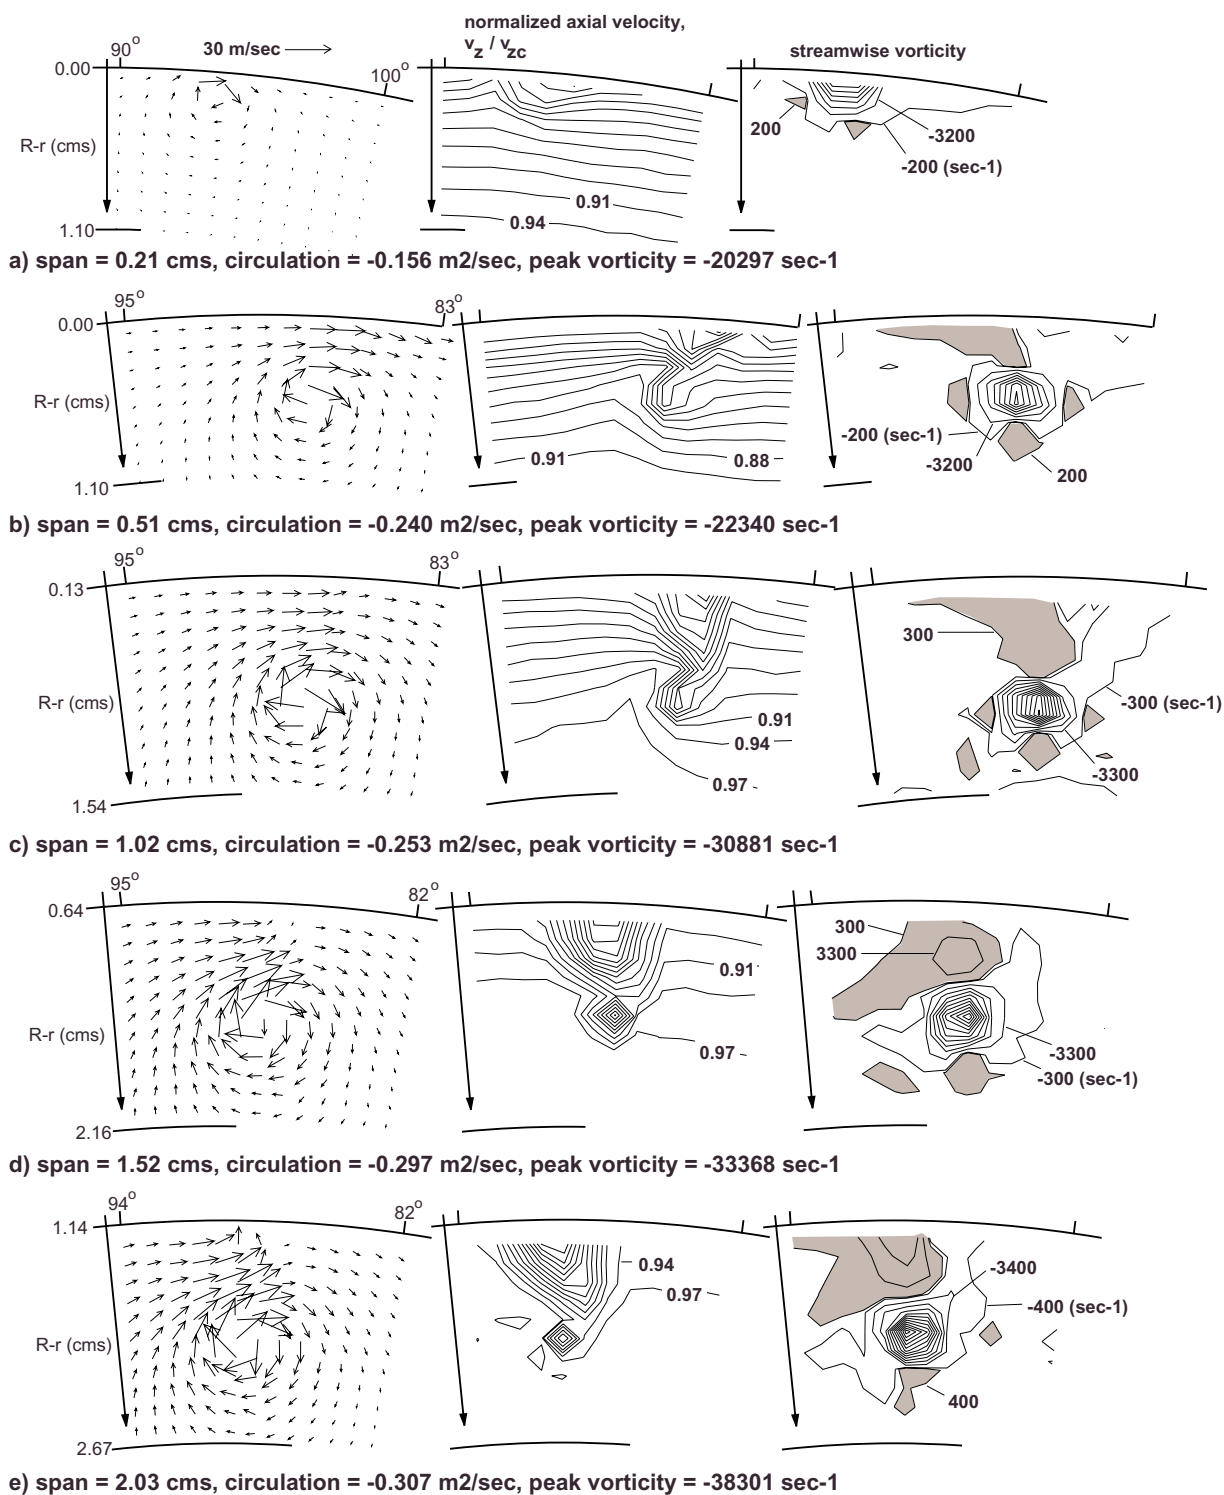 normalized axial velocity,
v_z / v_zc
streamwise vorticity
90°
30 m/sec
100°
0.00
R-r (cms)
1.10
0.91
0.94
200
-3200
-200 (sec-1)
a) span = 0.21 cms, circulation = -0.156 m2/sec, peak vorticity = -20297 sec-1
95°
83°
0.00
R-r (cms)
1.10
0.91
0.88
-200 (sec-1)
-3200
200
b) span = 0.51 cms, circulation = -0.240 m2/sec, peak vorticity = -22340 sec-1
95°
83°
0.13
R-r (cms)
1.54
0.91
0.94
0.97
300
-300 (sec-1)
-3300
c) span = 1.02 cms, circulation = -0.253 m2/sec, peak vorticity = -30881 sec-1
95°
82°
0.64
R-r (cms)
2.16
0.91
0.97
300
3300
-3300
-300 (sec-1)
d) span = 1.52 cms, circulation = -0.297 m2/sec, peak vorticity = -33368 sec-1
94°
82°
1.14
R-r (cms)
2.67
0.94
0.97
-3400
-400 (sec-1)
400
e) span = 2.03 cms, circulation = -0.307 m2/sec, peak vorticity = -38301 sec-1